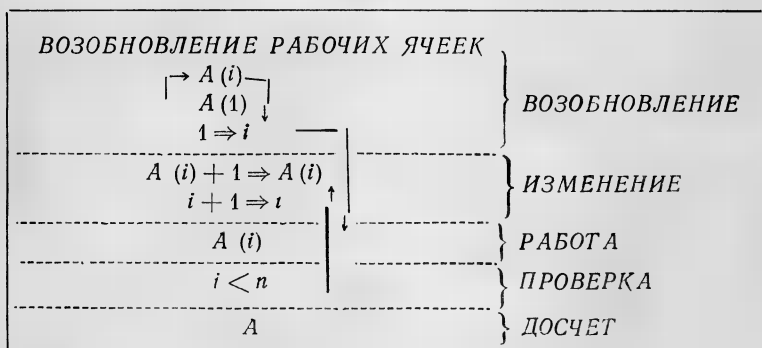 ВОЗОБНОВЛЕНИЕ РАБОЧИХ ЯЧЕЕК
→ A (i)
A (1) ↓
1 ⇒ i
} ВОЗОБНОВЛЕНИЕ
A (i) + 1 ⇒ A (i)
i + 1 ⇒ ι
} ИЗМЕНЕНИЕ
A (i)
} РАБОТА
i < n
} ПРОВЕРКА
A
} ДОСЧЕТ